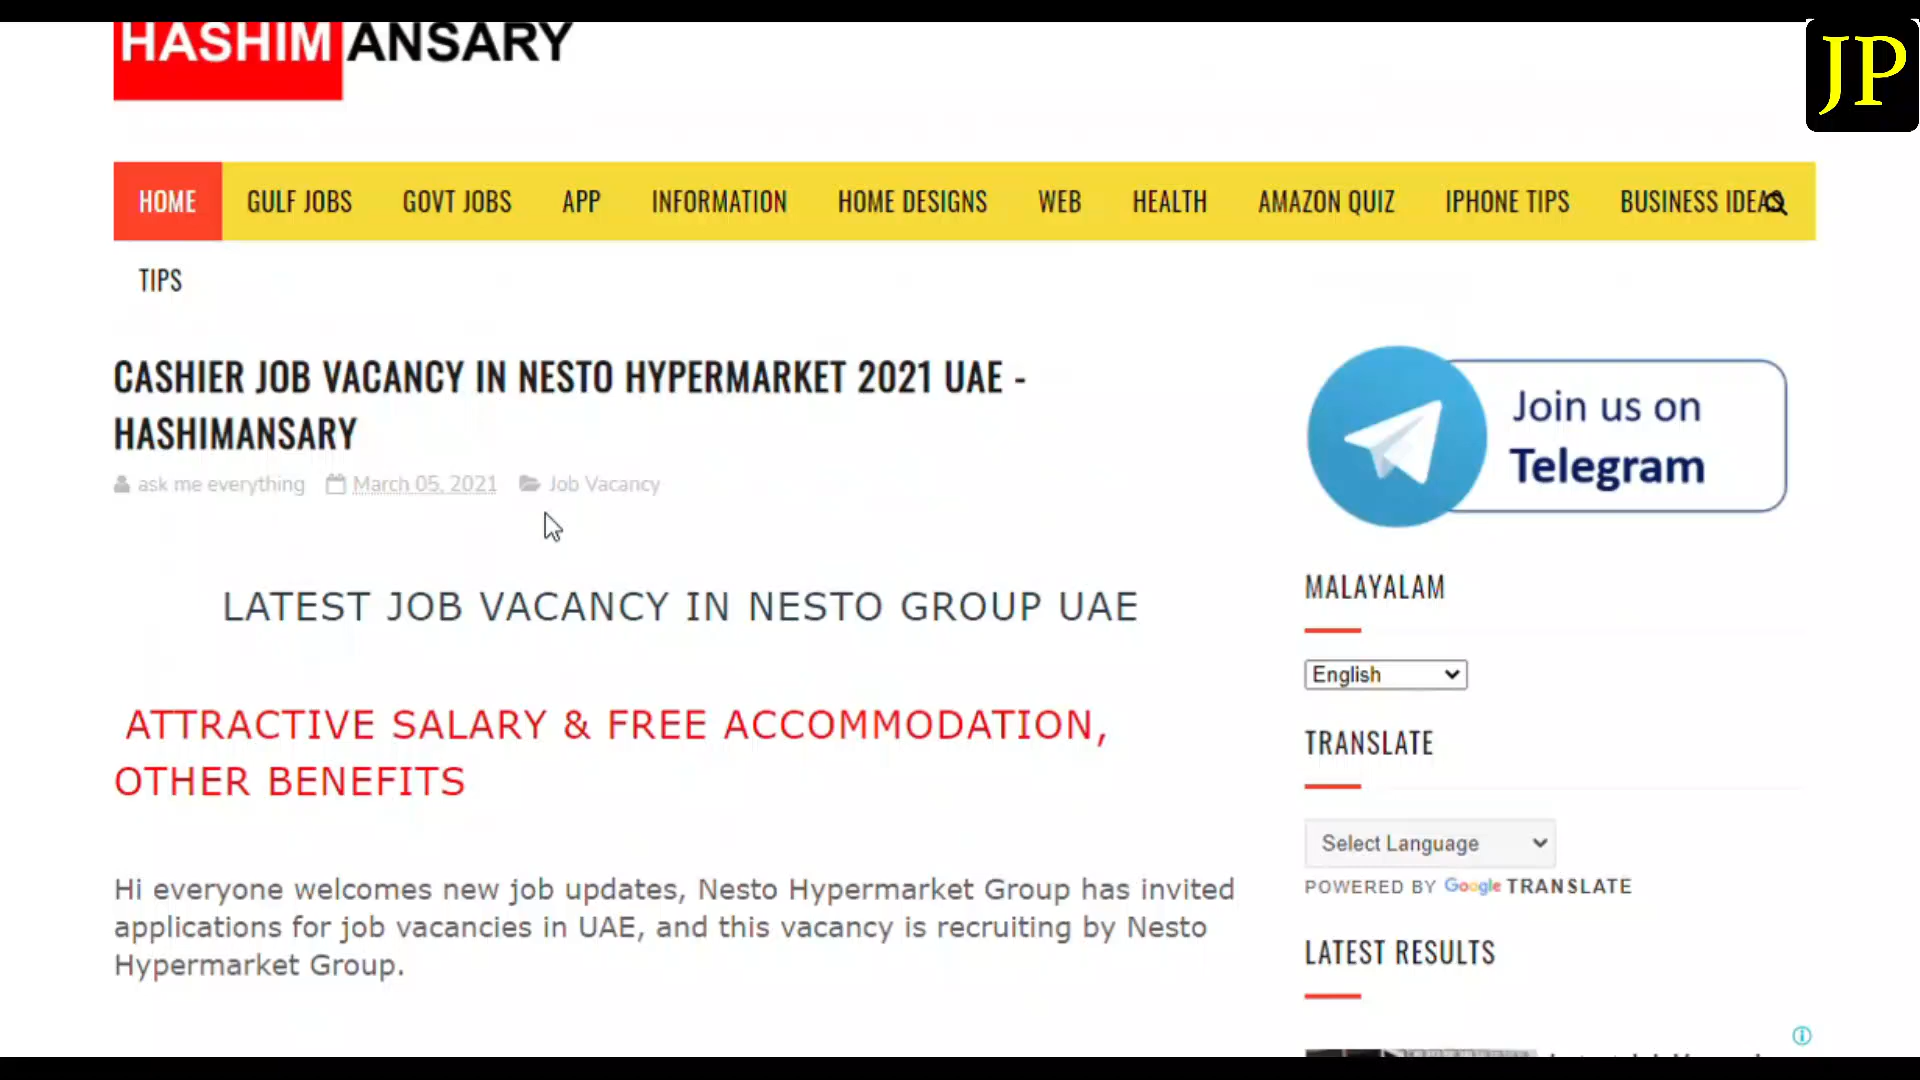 HASHIM ANSARY
JP
HOME GULF JOBS GOVT JOBS APP INFORMATION HOME DESIGNS WEB HEALTH AMAZON QUIZ IPHONE TIPS BUSINESS IDEAS
TIPS
CASHIER JOB VACANCY IN NESTO HYPERMARKET 2021 UAE -
HASHIMANSARY
ask me everything March 05, 2021 Job Vacancy
LATEST JOB VACANCY IN NESTO GROUP UAE
ATTRACTIVE SALARY & FREE ACCOMMODATION,
OTHER BENEFITS
Hi everyone welcomes new job updates, Nesto Hypermarket Group has invited
applications for job vacancies in UAE, and this vacancy is recruiting by Nesto
Hypermarket Group.
Join us on
Telegram
MALAYALAM
English
TRANSLATE
Select Language
POWERED BY Google TRANSLATE
LATEST RESULTS